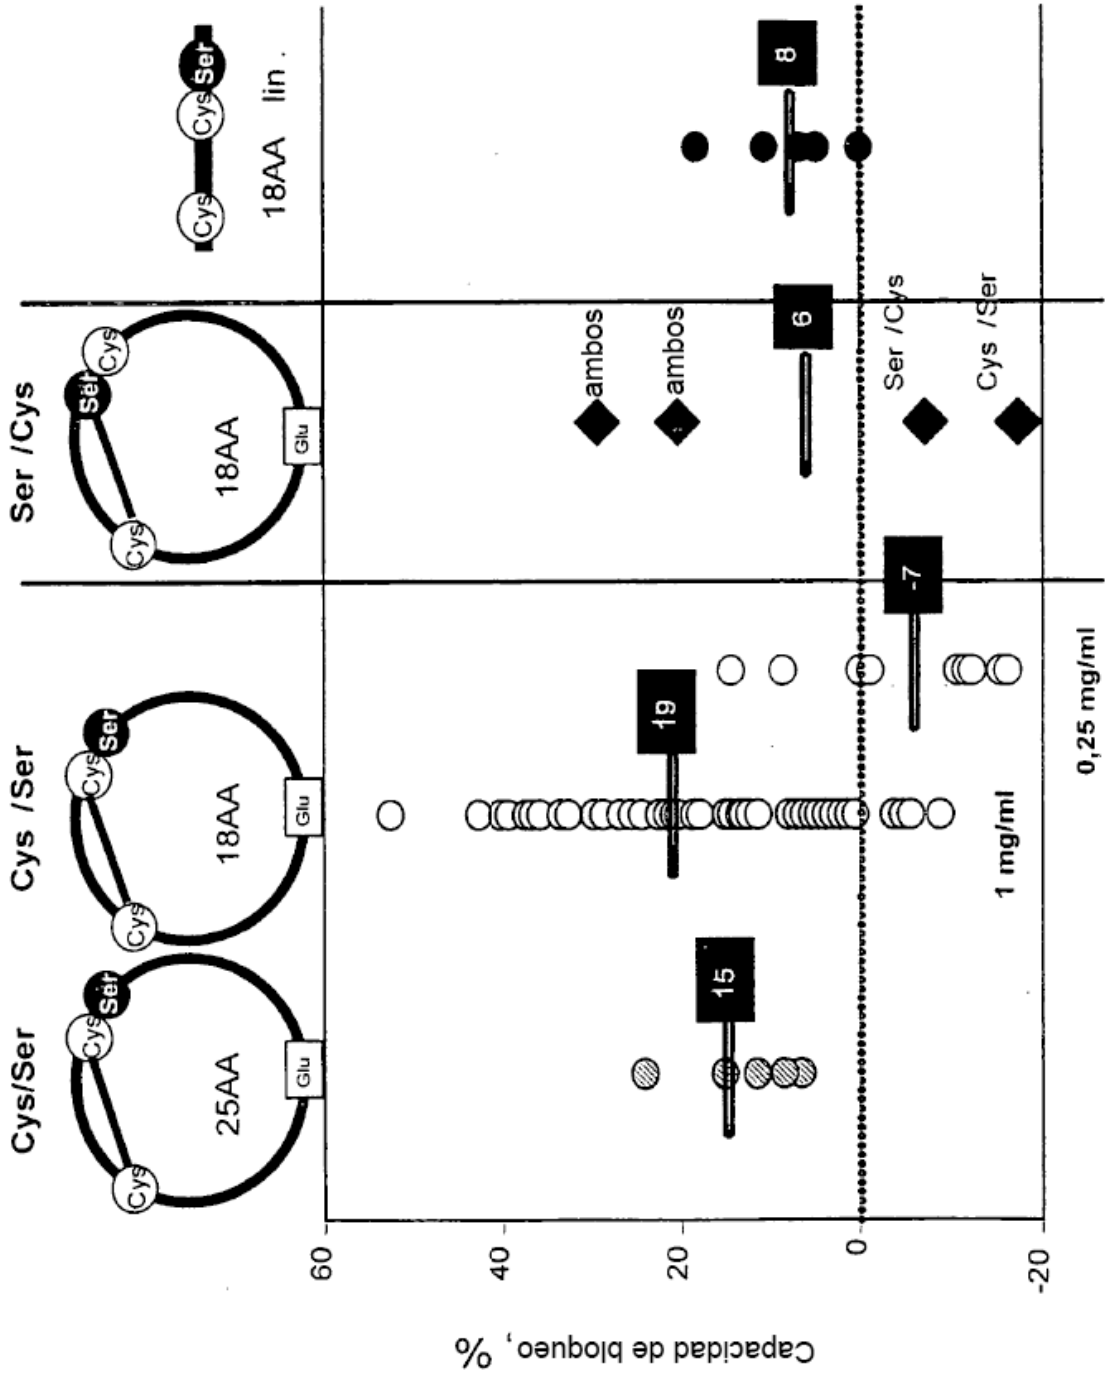 Cys/Ser
Cys /Ser
Ser /Cys
Cys
Cys
Ser
25AA
Glu
Cys
Cys
Ser
18AA
Glu
Cys
Ser
Cys
18AA
Glu
Cys
Cys
Ser
18AA lin .
Capacidad de bloqueo , %
60
40
20
0
-20
15
19
-7
6
8
ambos
ambos
Ser /Cys
Cys /Ser
1 mg/ml
0,25 mg/ml